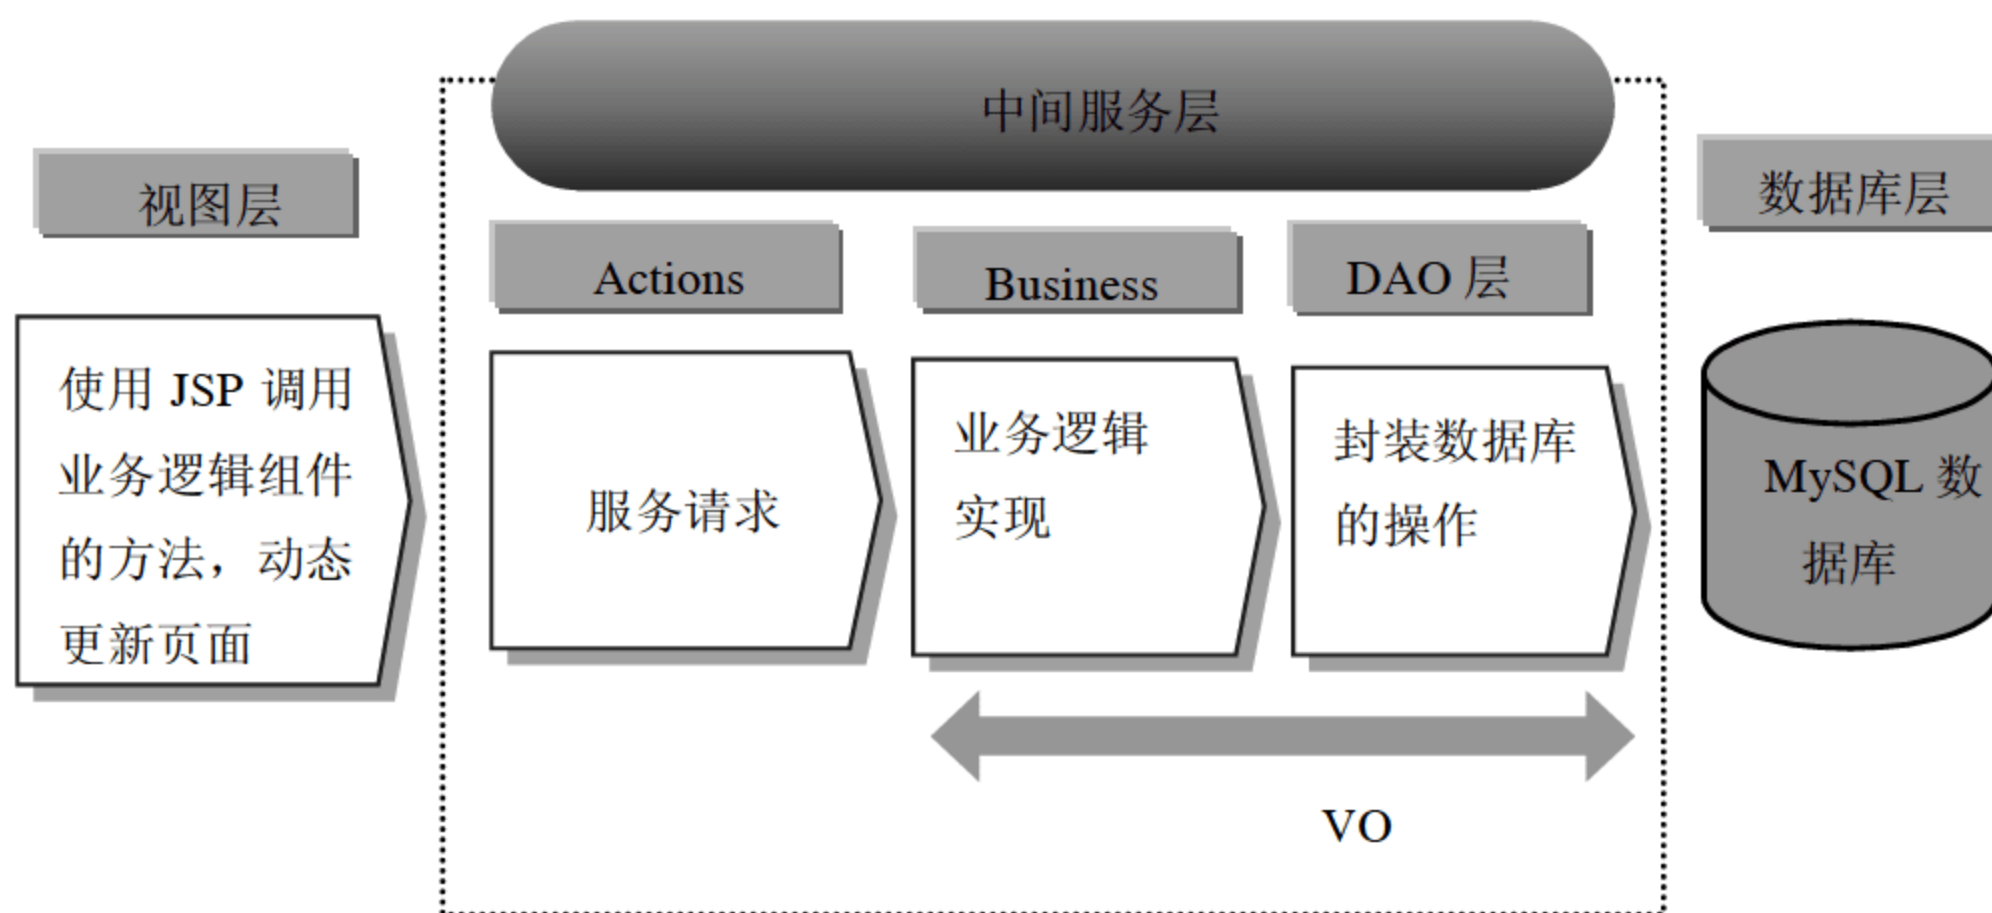 中间服务层
视图层
数据库层
Actions
Business
DAO 层
使用 JSP 调用
业务逻辑组件
的方法，动态
更新页面
服务请求
业务逻辑
实现
封装数据库
的操作
MySQL 数
据库
VO